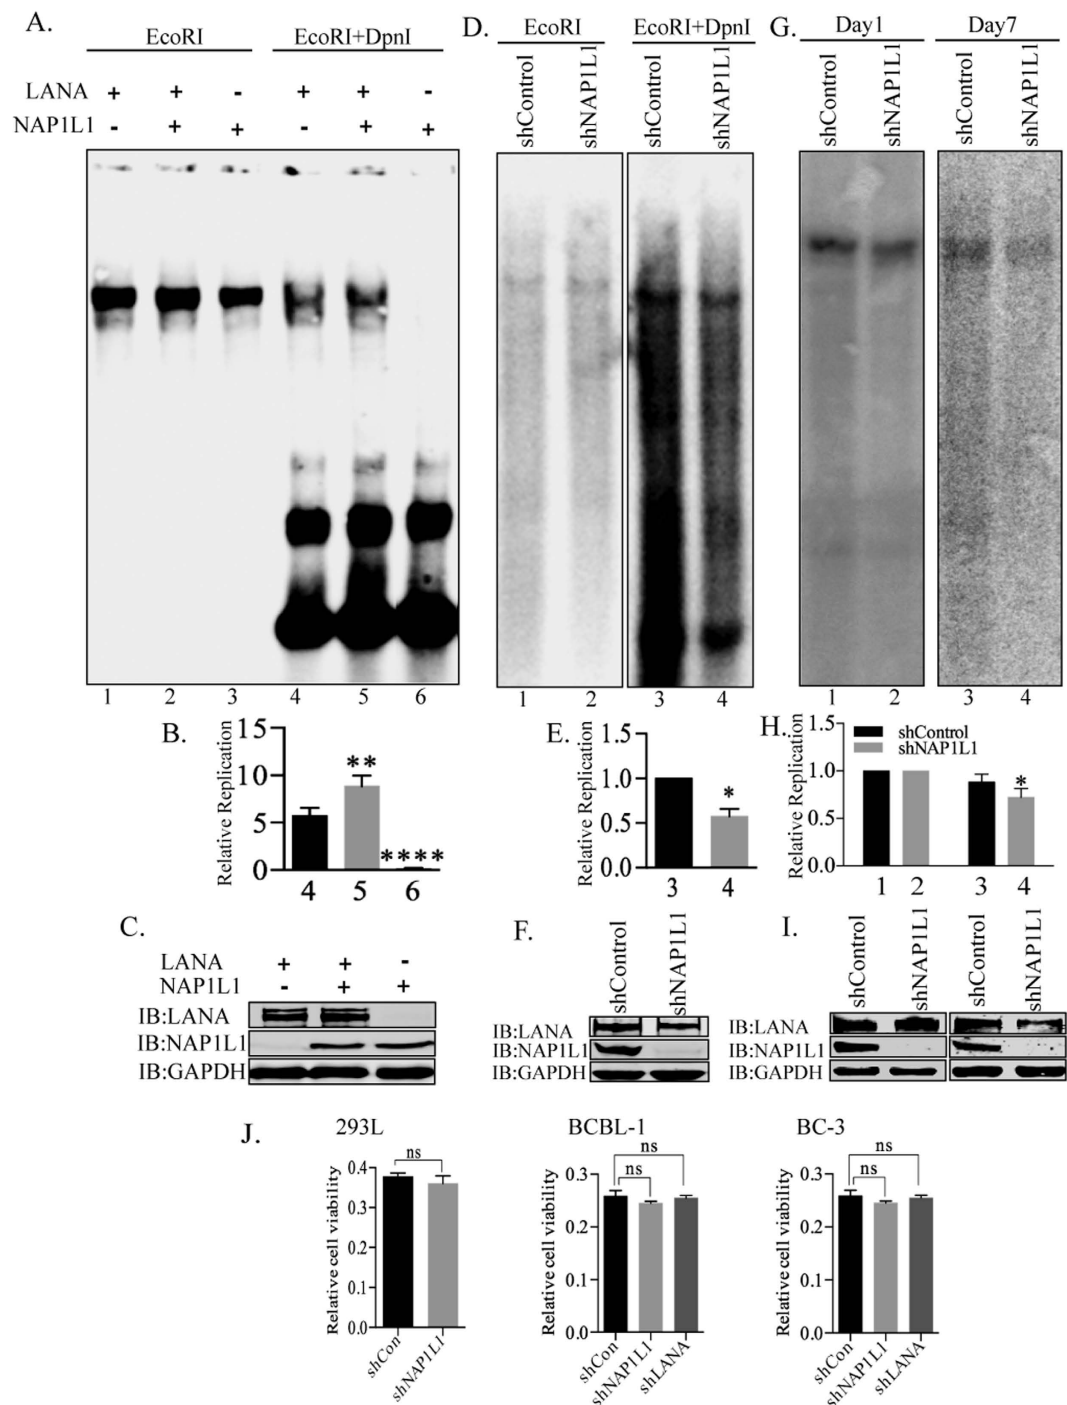 A.
EcoRI EcoRI+DpnI
LANA + + - + + -
NAP1L1 - + + - + +
1 2 3 4 5 6
B.
Relative Replication
15
10
5
0
**
****
4 5 6
C.
LANA + + -
NAP1L1 - + +
IB:LANA
IB:NAP1L1
IB:GAPDH
D.
EcoRI EcoRI+DpnI
shControl shNAP1L1 shControl shNAP1L1
1 2 3 4
E.
Relative Replication
1.5
1.0
0.5
0.0
*
3 4
F.
shControl shNAP1L1
IB:LANA
IB:NAP1L1
IB:GAPDH
G.
Day1 Day7
shControl shNAP1L1 shControl shNAP1L1
1 2 3 4
H.
Relative Replication
1.5
1.0
0.5
0.0
shControl
shNAP1L1
*
1 2 3 4
I.
shControl shNAP1L1 shControl shNAP1L1
IB:LANA
IB:NAP1L1
IB:GAPDH
J.
293L
Relative cell viability
0.4
0.3
0.2
0.1
0.0
ns
shCon shNAP1L1
BCBL-1
Relative cell viability
0.3
0.2
0.1
0.0
ns
ns
shCon shNAP1L1 shLANA
BC-3
Relative cell viability
0.3
0.2
0.1
0.0
ns
ns
shCon shNAP1L1 shLANA